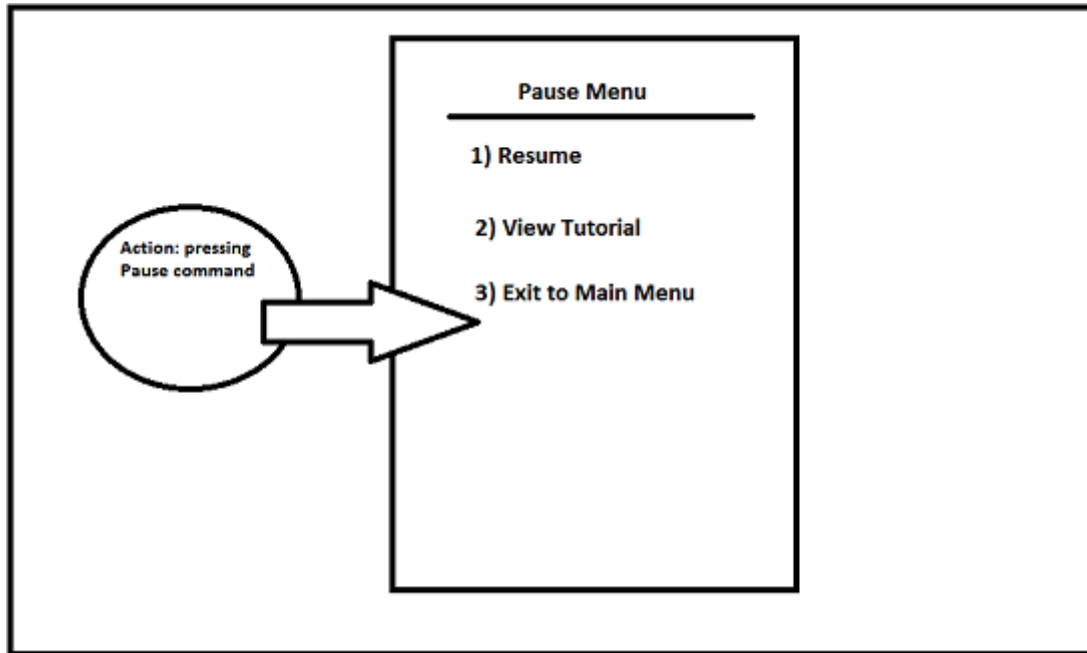 Pause Menu
1) Resume
2) View Tutorial
3) Exit to Main Menu
Action: pressing
Pause command